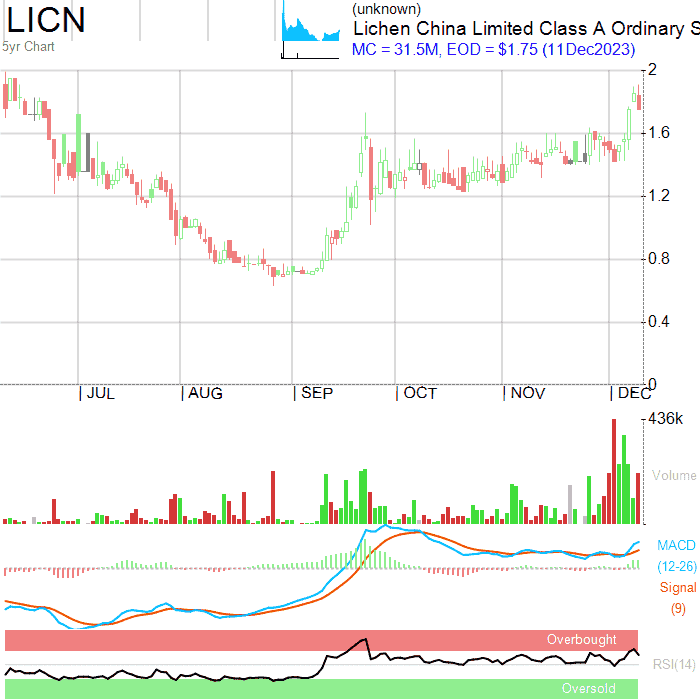 LICN
5yr Chart
(unknown)
Lichen China Limited Class A Ordinary S
MC = 31.5M, EOD = $1.75 (11Dec2023)
2
1.6
1.2
0.8
0.4
0
JUL AUG SEP OCT NOV DEC
436k
Volume
MACD
(12-26)
Signal
(9)
Overbought
RSI(14)
Oversold